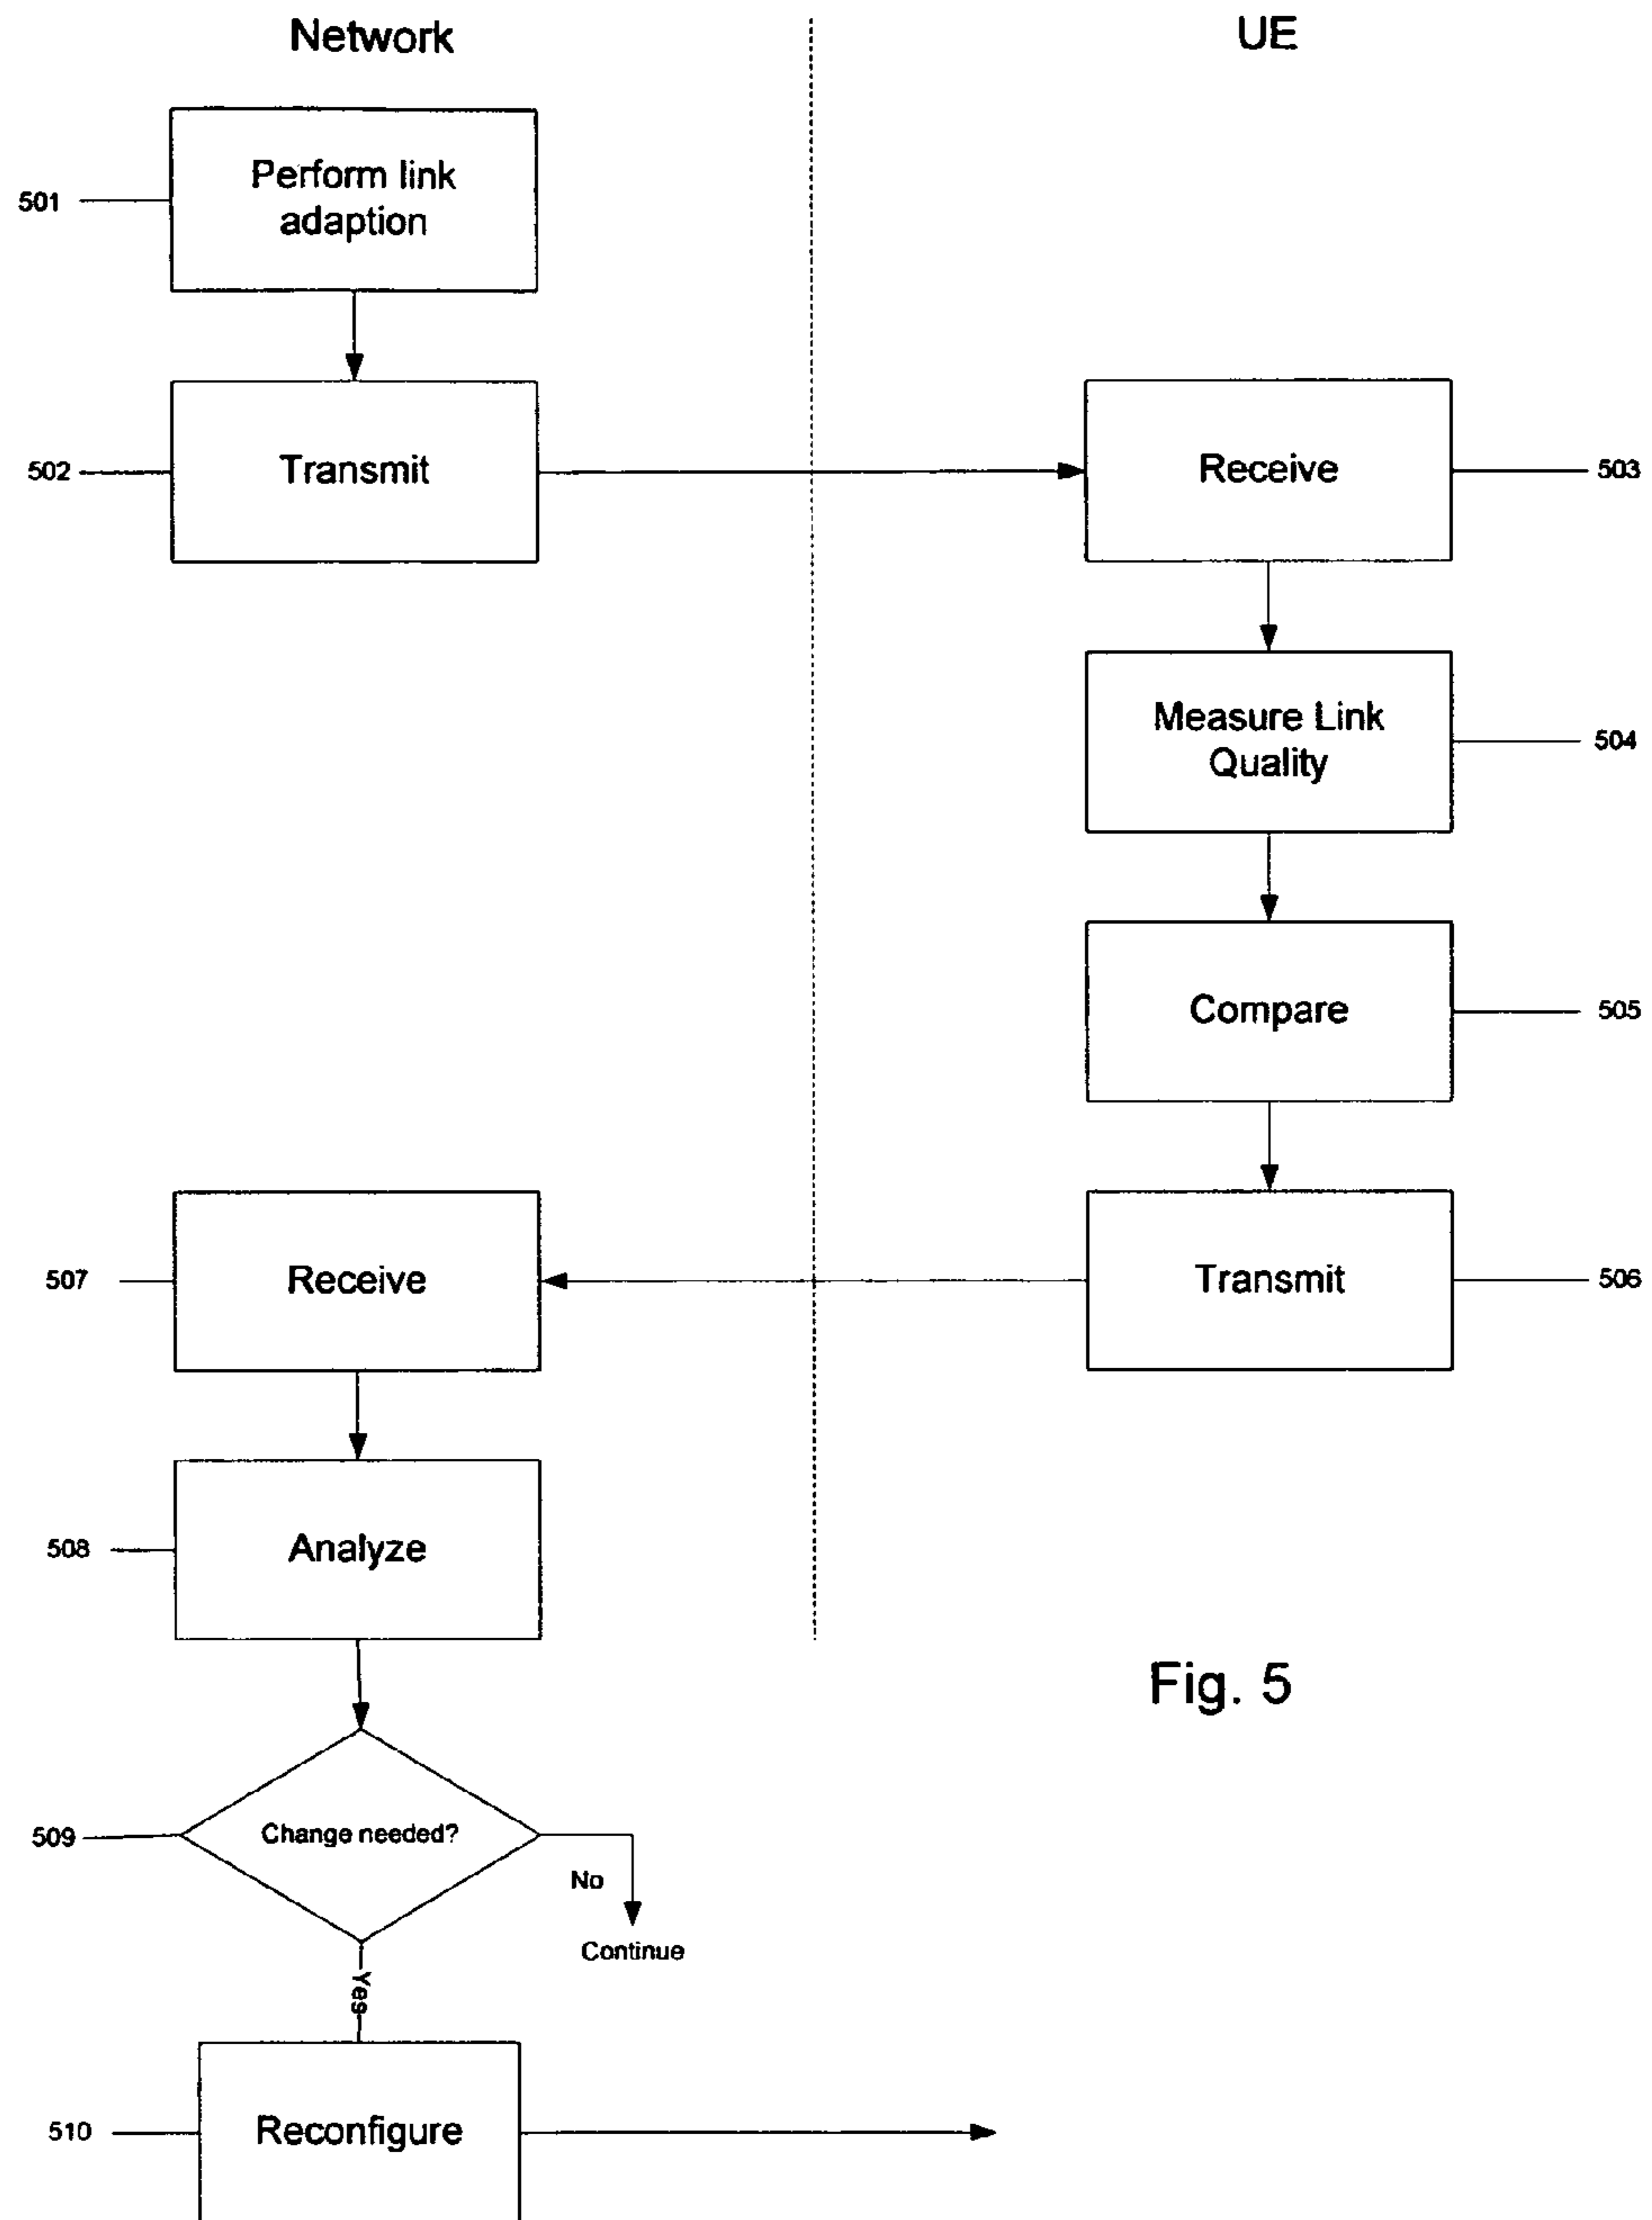 Network
UE
Perform link
adaption
501
Transmit
502
Receive
503
Measure Link
Quality
504
Compare
505
Transmit
506
Receive
507
Analyze
508
Fig. 5
Change needed?
509
No
Continue
Yes
Reconfigure
510